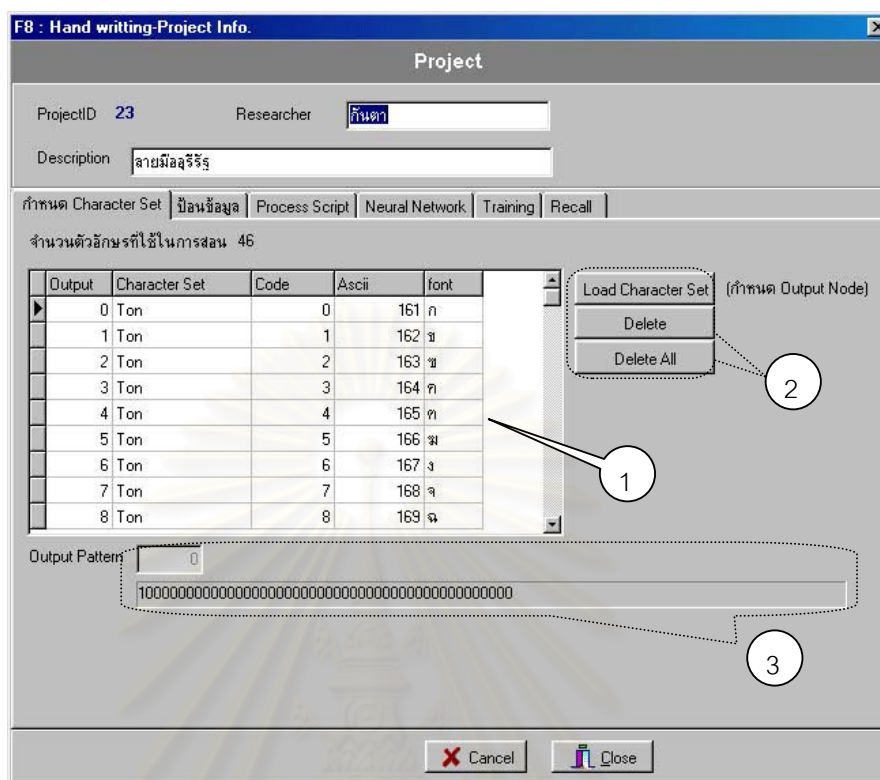 F8 : Hand writting-Project Info.
Project
ProjectID 23 Researcher กันตา
Description ลายมืออุรีรัฐ
กำหนด Character Set ป้อนข้อมูล Process Script Neural Network Training Recall
จำนวนตัวอักษรที่ใช้ในการสอน 46
Output Character Set Code Ascii font
0 Ton 0 161 ก
1 Ton 1 162 ข
2 Ton 2 163 ฃ
3 Ton 3 164 ค
4 Ton 4 165 ฅ
5 Ton 5 166 ฆ
6 Ton 6 167 ง
7 Ton 7 168 จ
8 Ton 8 169 ฉ
Load Character Set (กำหนด Output Node)
Delete
Delete All
2
1
Output Pattern 0
1000000000000000000000000000000000000000000000
3
Cancel Close